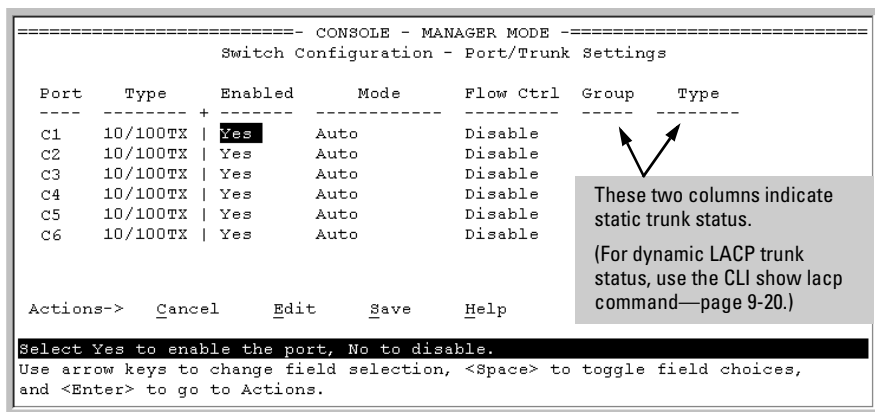 ==========================- CONSOLE - MANAGER MODE -============================
Switch Configuration - Port/Trunk Settings
Port Type Enabled Mode Flow Ctrl Group Type
---- -------- + ------- ------------ --------- ----- --------
C1 10/100TX | Yes Auto Disable
C2 10/100TX | Yes Auto Disable
C3 10/100TX | Yes Auto Disable
C4 10/100TX | Yes Auto Disable
C5 10/100TX | Yes Auto Disable
C6 10/100TX | Yes Auto Disable
These two columns indicate
static trunk status.
(For dynamic LACP trunk
status, use the CLI show lacp
command—page 9-20.)
Actions-> Cancel Edit Save Help
Select Yes to enable the port, No to disable.
Use arrow keys to change field selection, <Space> to toggle field choices,
and <Enter> to go to Actions.